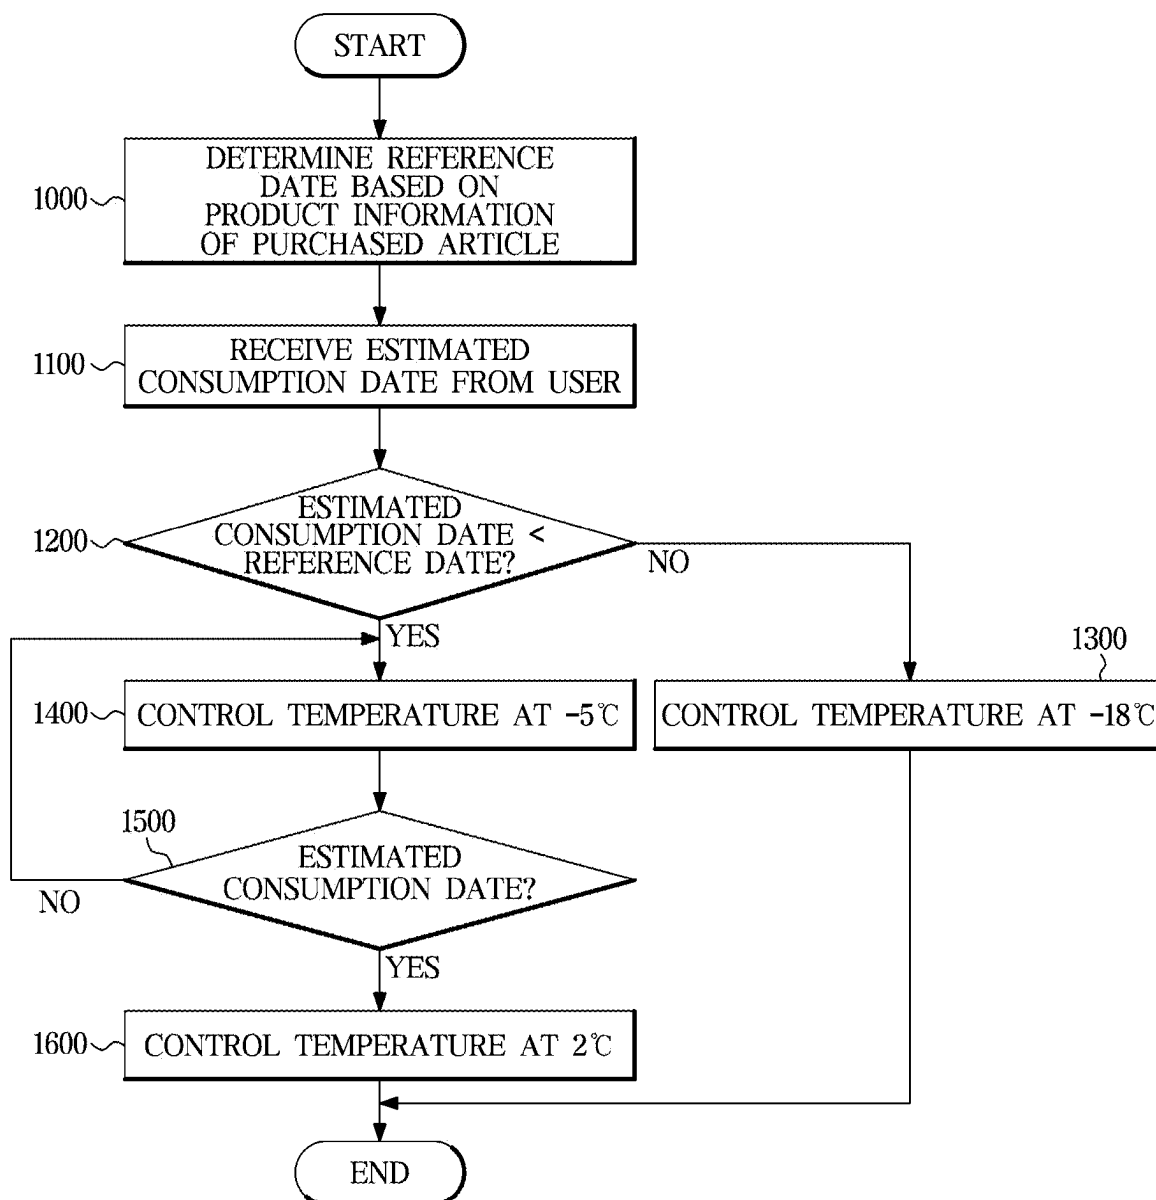 START
1000
DETERMINE REFERENCE
DATE BASED ON
PRODUCT INFORMATION
OF PURCHASED ARTICLE
1100
RECEIVE ESTIMATED
CONSUMPTION DATE FROM USER
1200
ESTIMATED
CONSUMPTION DATE <
REFERENCE DATE?
NO
YES
1300
1400
CONTROL TEMPERATURE AT -5℃
CONTROL TEMPERATURE AT -18℃
1500
ESTIMATED
CONSUMPTION DATE?
NO
YES
1600
CONTROL TEMPERATURE AT 2℃
END